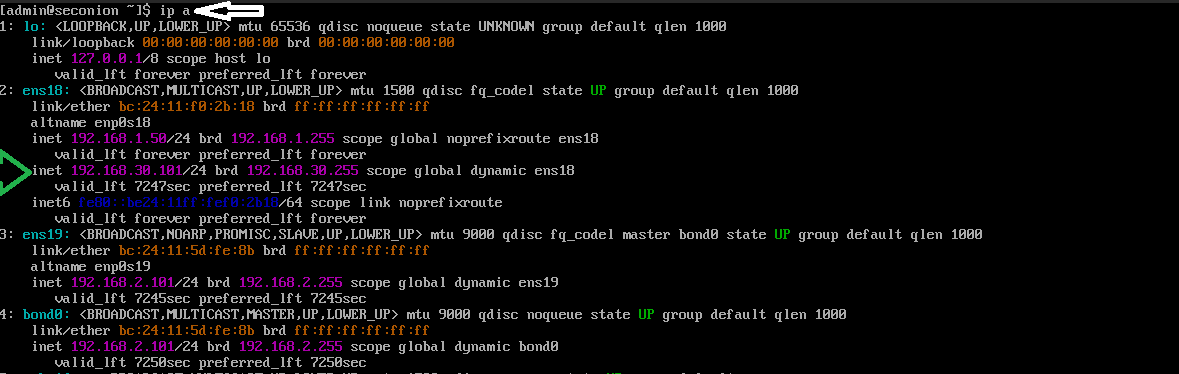 [admin@seconion ~]$ ip a
1: lo: <LOOPBACK,UP,LOWER_UP> mtu 65536 qdisc noqueue state UNKNOWN group default qlen 1000
link/loopback 00:00:00:00:00:00 brd 00:00:00:00:00:00
inet 127.0.0.1/8 scope host lo
valid_lft forever preferred_lft forever
2: ens18: <BROADCAST,MULTICAST,UP,LOWER_UP> mtu 1500 qdisc fq_codel state UP group default qlen 1000
link/ether bc:24:11:f0:2b:18 brd ff:ff:ff:ff:ff:ff
altname enp0s18
inet 192.168.1.50/24 brd 192.168.1.255 scope global noprefixroute ens18
valid_lft forever preferred_lft forever
inet 192.168.30.101/24 brd 192.168.30.255 scope global dynamic ens18
valid_lft 7247sec preferred_lft 7247sec
inet6 fe80::be24:11ff:fef0:2b18/64 scope link noprefixroute
valid_lft forever preferred_lft forever
3: ens19: <BROADCAST,NOARP,PROMISC,SLAVE,UP,LOWER_UP> mtu 9000 qdisc fq_codel master bond0 state UP group default qlen 1000
link/ether bc:24:11:5d:fe:8b brd ff:ff:ff:ff:ff:ff
altname enp0s19
inet 192.168.2.101/24 brd 192.168.2.255 scope global dynamic ens19
valid_lft 7245sec preferred_lft 7245sec
4: bond0: <BROADCAST,MULTICAST,MASTER,UP,LOWER_UP> mtu 9000 qdisc noqueue state UP group default qlen 1000
link/ether bc:24:11:5d:fe:8b brd ff:ff:ff:ff:ff:ff
inet 192.168.2.101/24 brd 192.168.2.255 scope global dynamic bond0
valid_lft 7250sec preferred_lft 7250sec